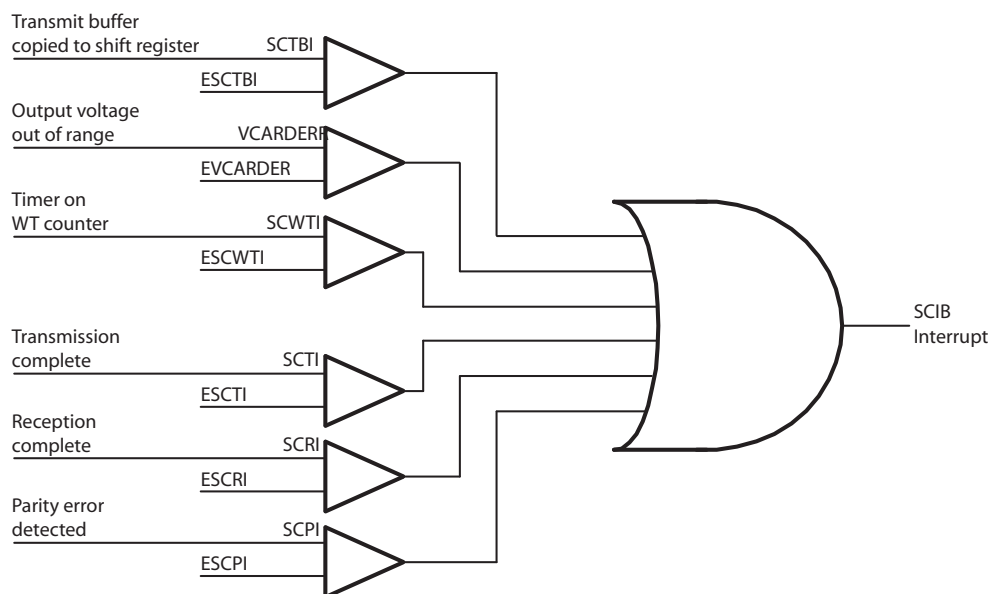 Transmit buffer
copied to shift register
SCTBI
ESCTBI
Output voltage
out of range
VCARDERR
EVCARDER
Timer on
WT counter
SCWTI
ESCWTI
Transmission
complete
SCTI
ESCTI
Reception
complete
SCRI
ESCRI
Parity error
detected
SCPI
ESCPI
SCIB
Interrupt